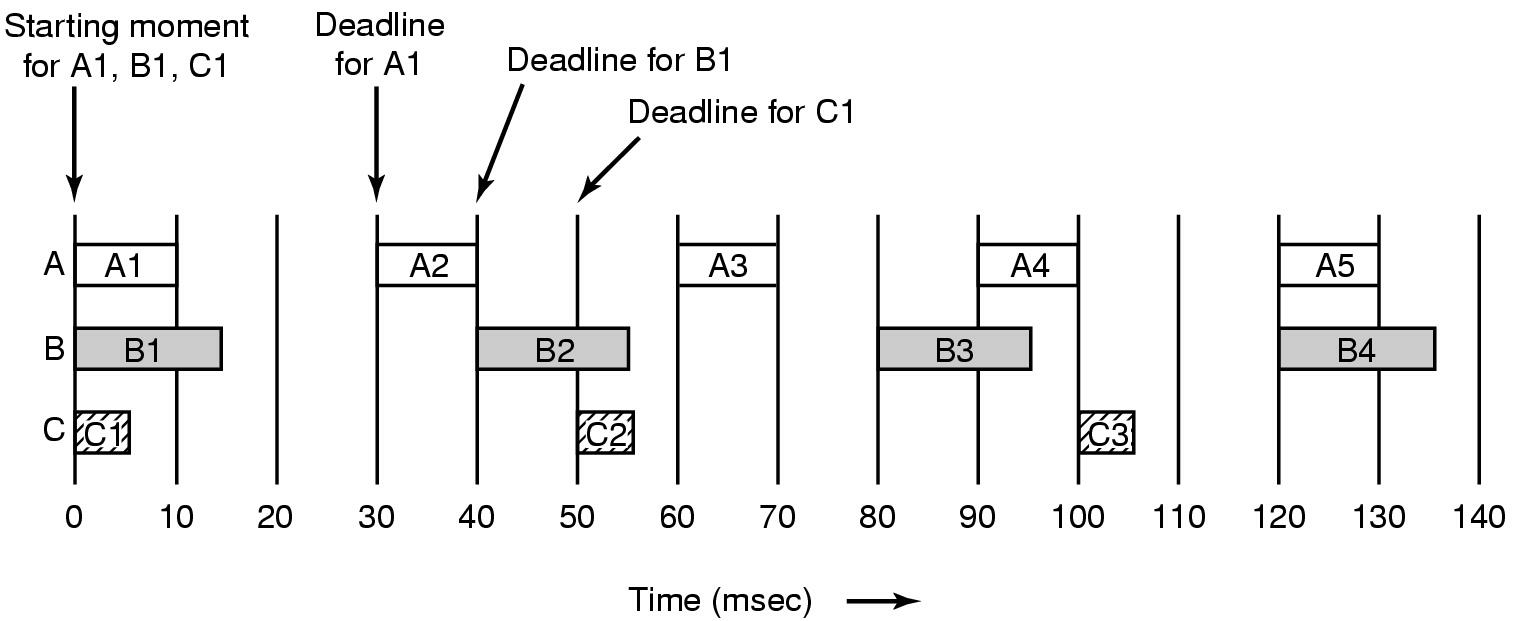 Starting moment
for A1, B1, C1
Deadline
for A1
Deadline for B1
Deadline for C1
A A1 A2 A3 A4 A5
B B1 B2 B3 B4
C C1 C2 C3
0 10 20 30 40 50 60 70 80 90 100 110 120 130 140
Time (msec)